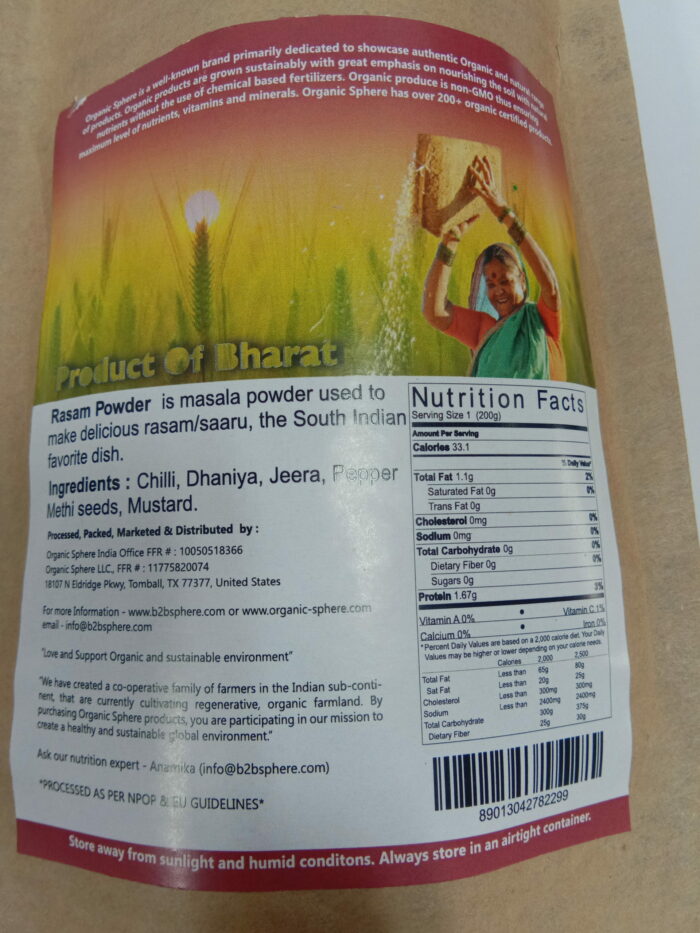 Organic Sphere is a well-known brand primarily dedicated to showcase authentic Organic and natural range
of products. Organic products are grown sustainably with great emphasis on nourishing the soil with natural
nutrients without the use of chemical based fertilizers. Organic produce is non-GMO thus ensuring
maximum level of nutrients, vitamins and minerals. Organic Sphere has over 200+ organic certified products.
Product Of Bharat
Rasam Powder is masala powder used to
make delicious rasam/saaru, the South Indian
favorite dish.
Ingredients : Chilli, Dhaniya, Jeera, Pepper
Methi seeds, Mustard.
Processed, Packed, Marketed & Distributed by :
Organic Sphere India Office FFR # : 10050518366
Organic Sphere LLC., FFR # : 11775820074
18107 N Eldridge Pkwy, Tomball, TX 77377, United States
For more Information - www.b2bsphere.com or www.organic-sphere.com
email - info@b2bsphere.com
"Love and Support Organic and sustainable environment"
"We have created a co-operative family of farmers in the Indian sub-conti-
nent, that are currently cultivating regenerative, organic farmland. By
purchasing Organic Sphere products, you are participating in our mission to
create a healthy and sustainable global environment."
Ask our nutrition expert - Anamika (info@b2bsphere.com)
*PROCESSED AS PER NPOP & EU GUIDELINES*
Nutrition Facts
Serving Size 1 (200g)
Amount Per Serving
Calories 33.1
% Daily Value*
Total Fat 1.1g 2%
Saturated Fat 0g 0%
Trans Fat 0g
Cholesterol 0mg 0%
Sodium 0mg 0%
Total Carbohydrate 0g 0%
Dietary Fiber 0g 0%
Sugars 0g
Protein 1.67g 3%
Vitamin A 0% • Vitamin C 1%
Calcium 0% • Iron 0%
*Percent Daily Values are based on a 2,000 calorie diet. Your Daily
Values may be higher or lower depending on your calorie needs.
Calories 2,000 2,500
Total Fat Less than 65g 80g
Sat Fat Less than 20g 25g
Cholesterol Less than 300mg 300mg
Sodium Less than 2400mg 2400mg
Total Carbohydrate 300g 375g
Dietary Fiber 25g 30g
89013042782299
Store away from sunlight and humid conditons. Always store in an airtight container.